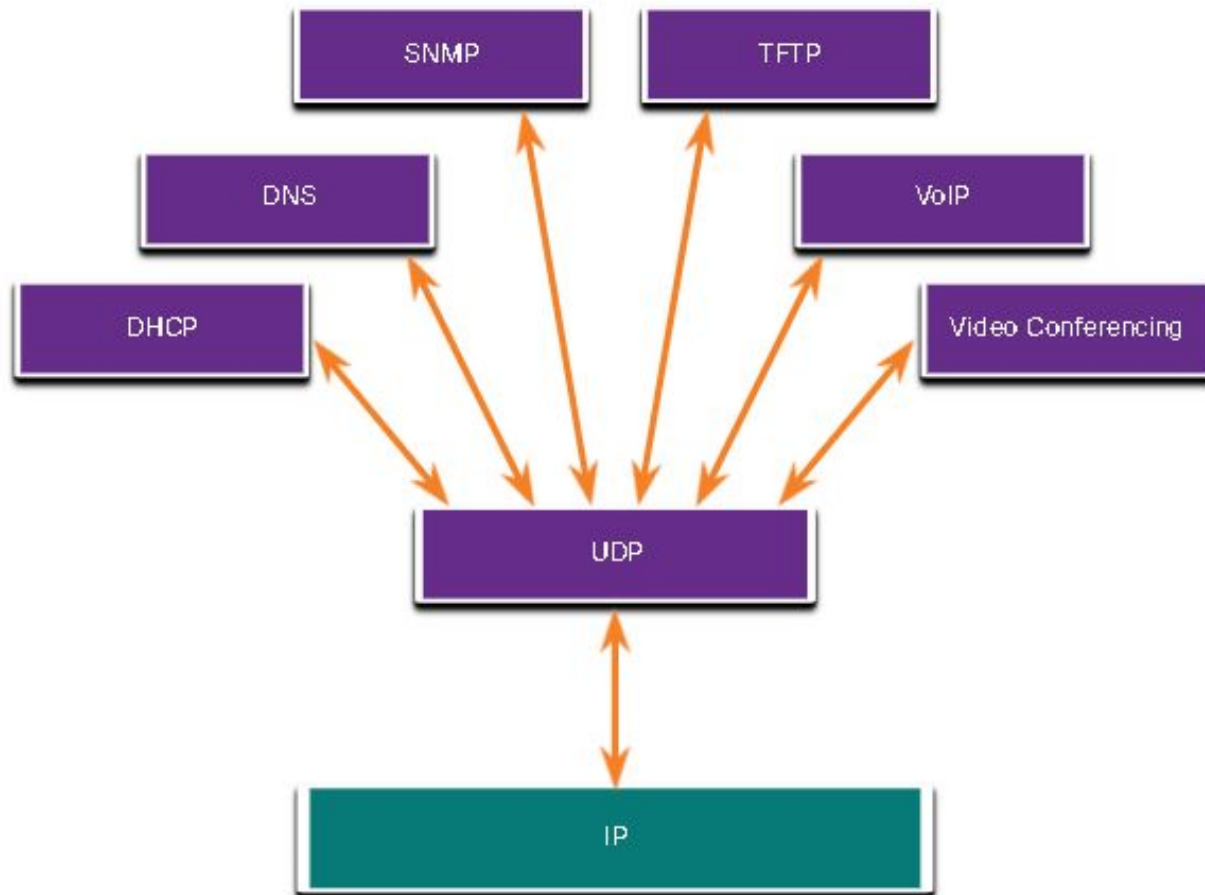 SNMP
TFTP
DNS
VoIP
DHCP
Video Conferencing
UDP
IP